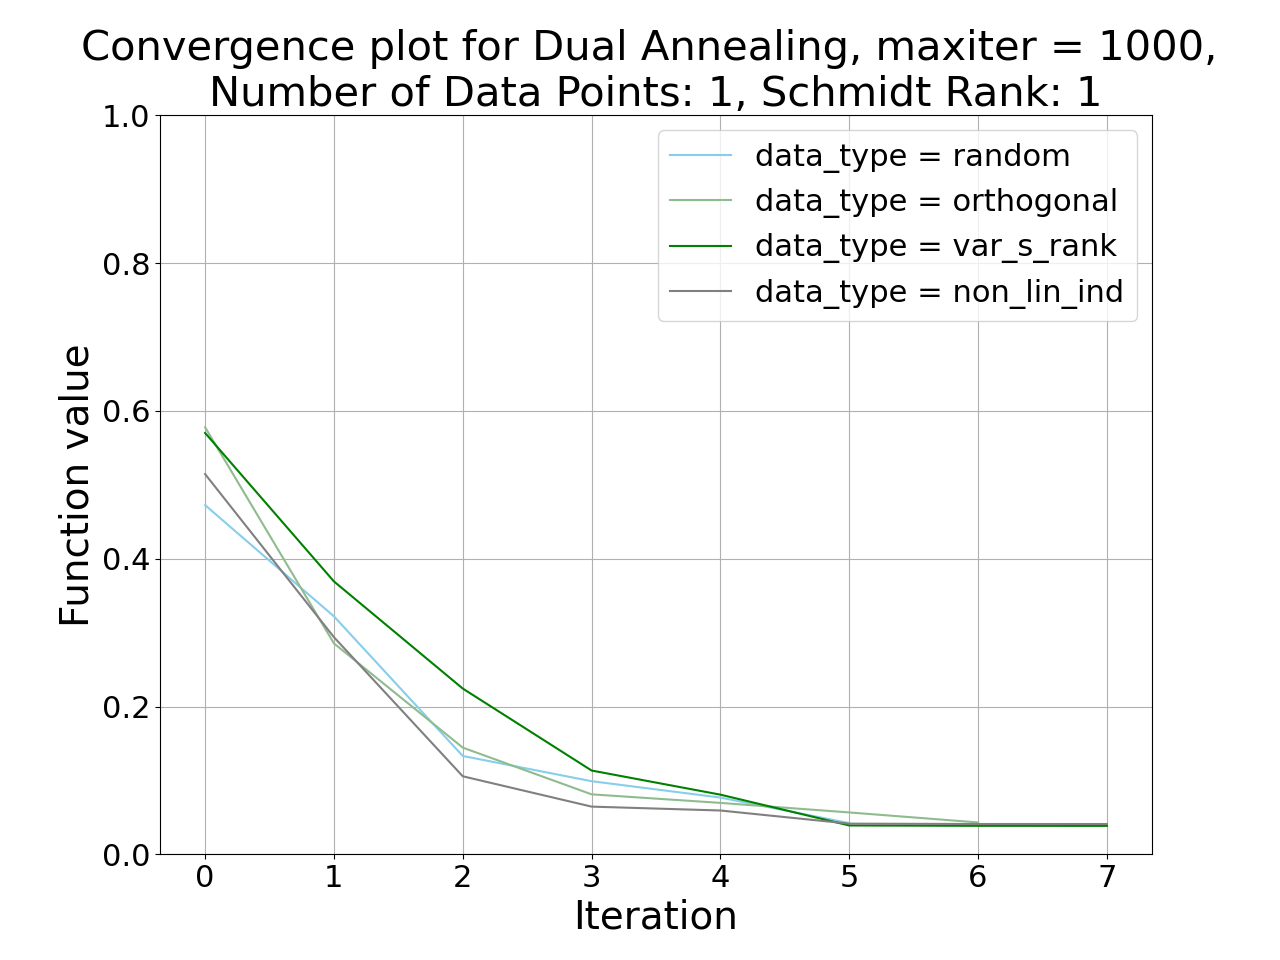 Convergence plot for Dual Annealing, maxiter = 1000,
Number of Data Points: 1, Schmidt Rank: 1
1.0
0.8
0.6
0.4
0.2
0.0
Function value
data_type = random
data_type = orthogonal
data_type = var_s_rank
data_type = non_lin_ind
0 1 2 3 4 5 6 7
Iteration